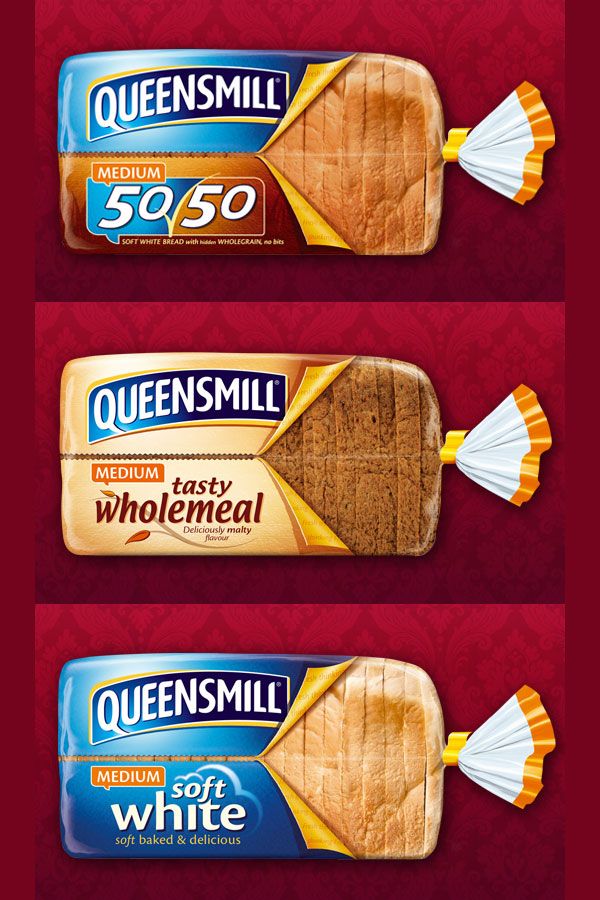 QUEENSMILL®
MEDIUM
50/50
SOFT WHITE BREAD with hidden WHOLEGRAIN, no bits
QUEENSMILL®
MEDIUM
tasty
wholemeal
Deliciously malty
flavour
QUEENSMILL®
MEDIUM
soft
white
soft baked & delicious